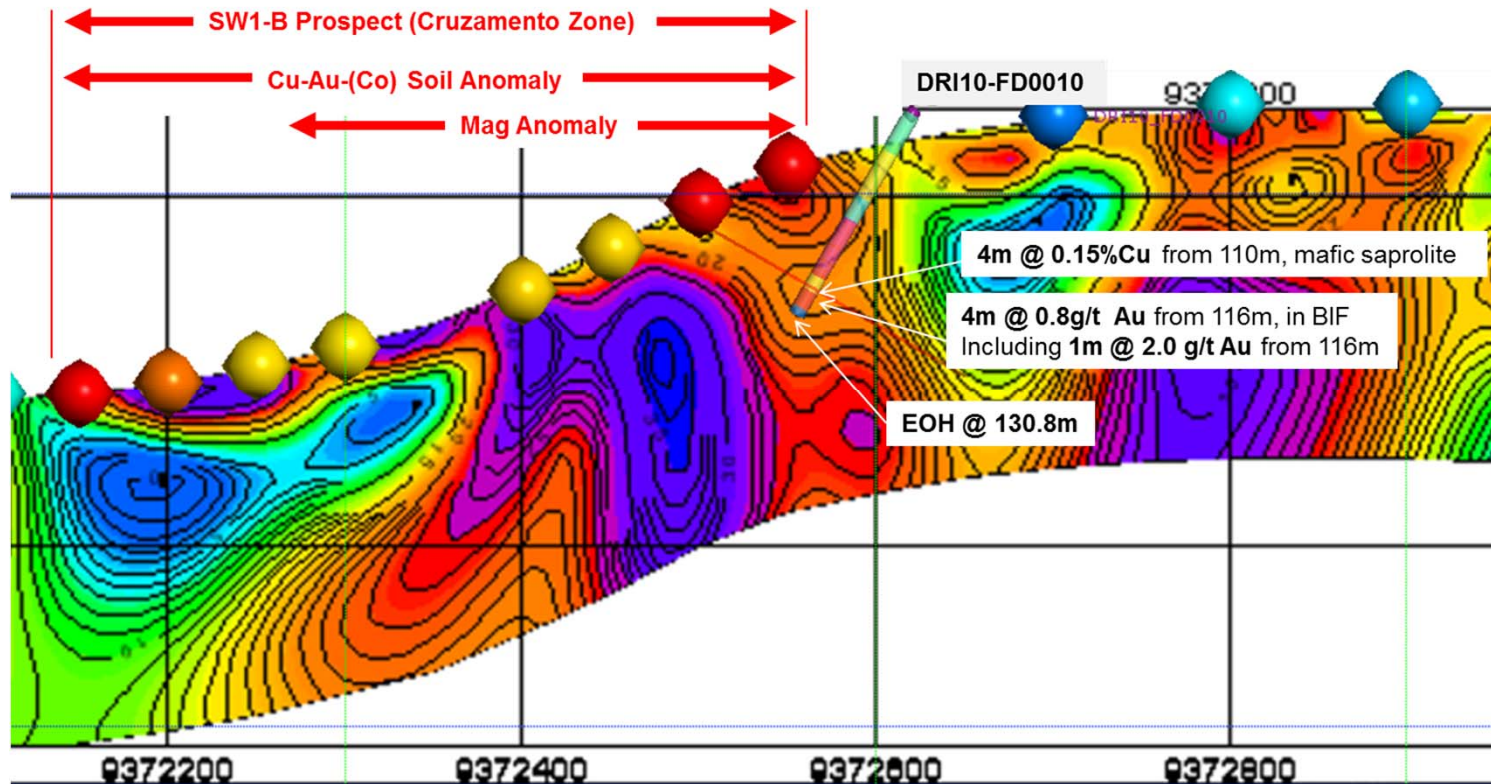 SW1-B Prospect (Cruzamento Zone)
Cu-Au-(Co) Soil Anomaly
Mag Anomaly
DRI10-FD0010
4m @ 0.15%Cu from 110m, mafic saprolite
4m @ 0.8g/t Au from 116m, in BIF
Including 1m @ 2.0 g/t Au from 116m
EOH @ 130.8m
20
9372200
9372400
9372600
9372800